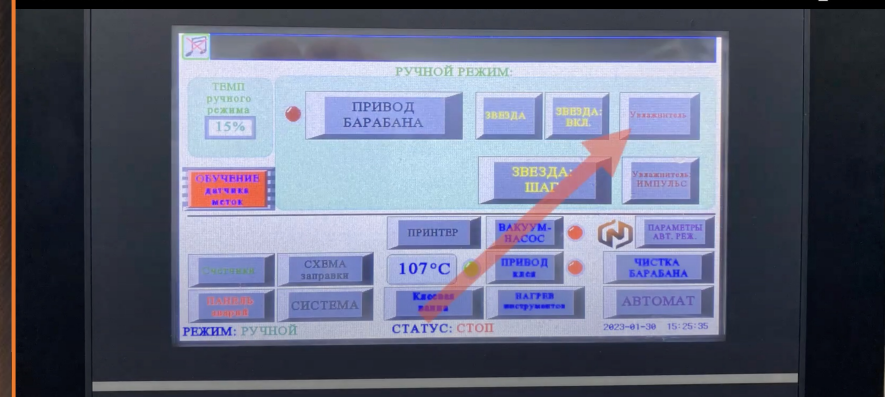 РУЧНОЙ РЕЖИМ:
ТЕМП
ручного
режима
15%
ПРИВОД
БАРАБАНА
ЗВЕЗДА
ЗВЕЗДА:
ВКЛ.
Увлажнитель
ОБУЧЕНИЕ
датчика
меток
ЗВЕЗДА:
ШАГ
Увлажнитель
ИМПУЛЬС
ПРИНТЕР
ВАКУУМ-
НАСОС
ПАРАМЕТРЫ
АВТ. РЕЖ.
СХЕМА
заправки
107°C
ПРИВОД
клея
ЧИСТКА
БАРАБАНА
СИСТЕМА
Клеевая
ванна
НАГРЕВ
инструментов
АВТОМАТ
РЕЖИМ: РУЧНОЙ
СТАТУС: СТОП
2023-01-30 15:25:35